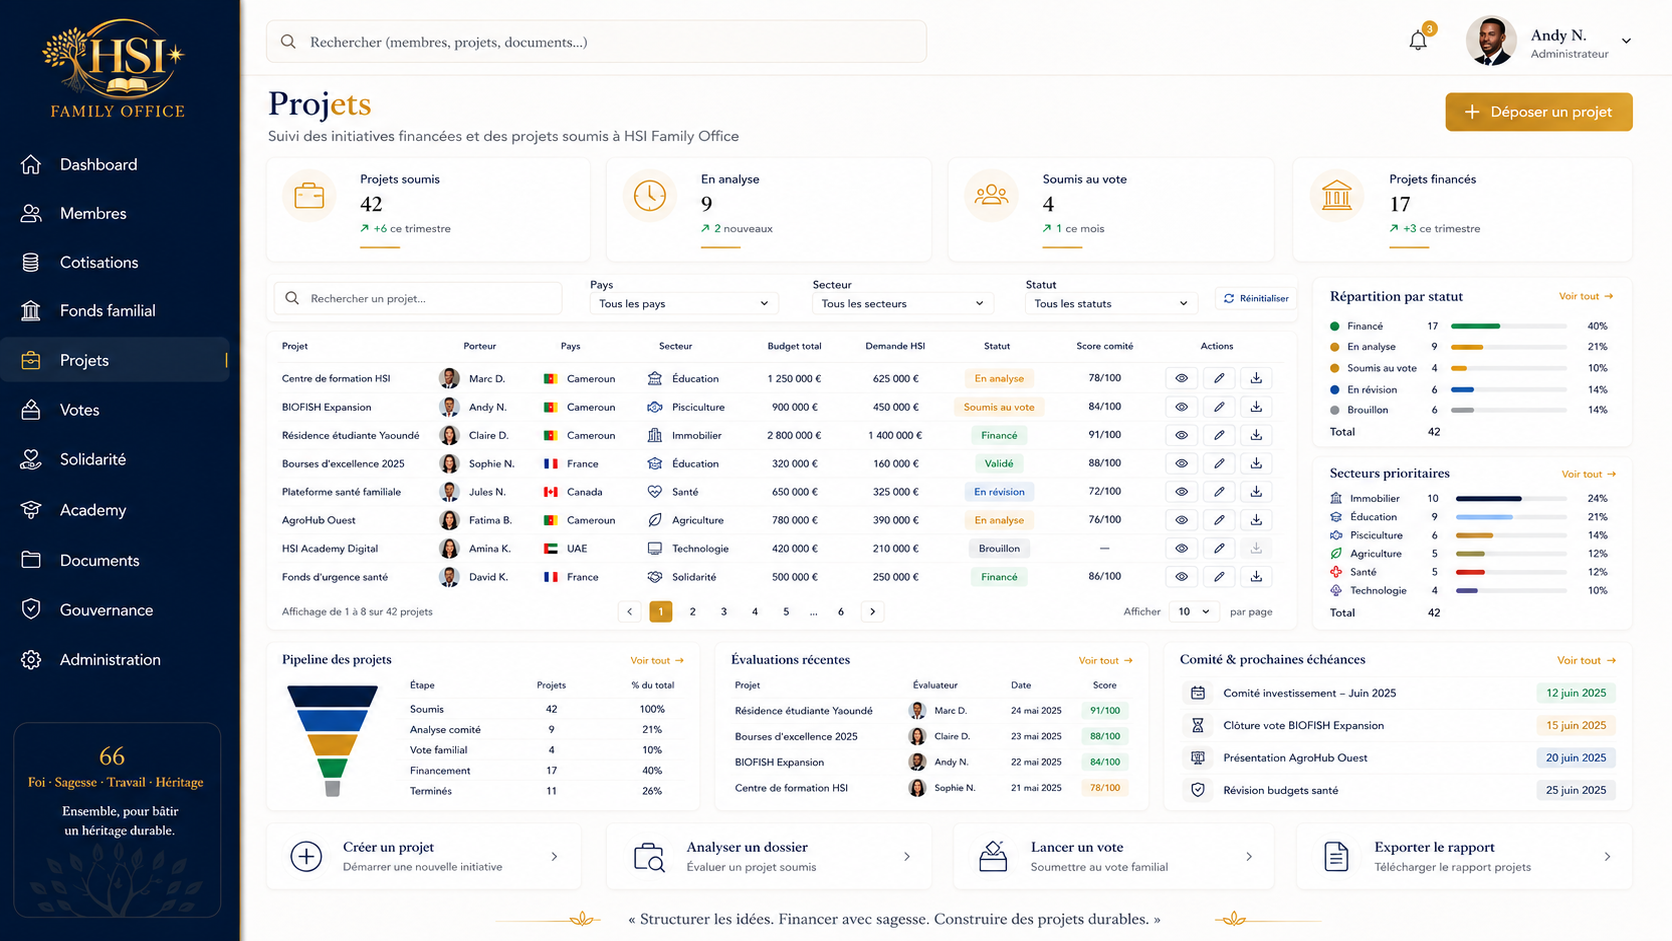 HSI
FAMILY OFFICE
Dashboard
Membres
Cotisations
Fonds familial
Projets
Votes
Solidarité
Academy
Documents
Gouvernance
Administration
66
Foi · Sagesse · Travail · Héritage
Ensemble, pour bâtir
un héritage durable.
Rechercher (membres, projets, documents...)
3
Andy N.
Administrateur
Projets
Suivi des initiatives financées et des projets soumis à HSI Family Office
+ Déposer un projet
Projets soumis
42
↗ +6 ce trimestre
En analyse
9
↗ 2 nouveaux
Soumis au vote
4
↗ 1 ce mois
Projets financés
17
↗ +3 ce trimestre
Rechercher un projet...
Pays
Tous les pays
Secteur
Tous les secteurs
Statut
Tous les statuts
Réinitialiser
Projet Porteur Pays Secteur Budget total Demande HSI Statut Score comité Actions
Centre de formation HSI Marc D. Cameroun Éducation 1 250 000 € 625 000 € En analyse 78/100
BIOFISH Expansion Andy N. Cameroun Pisciculture 900 000 € 450 000 € Soumis au vote 84/100
Résidence étudiante Yaoundé Claire D. Cameroun Immobilier 2 800 000 € 1 400 000 € Financé 91/100
Bourses d'excellence 2025 Sophie N. France Éducation 320 000 € 160 000 € Validé 88/100
Plateforme santé familiale Jules N. Canada Santé 650 000 € 325 000 € En révision 72/100
AgroHub Ouest Fatima B. Cameroun Agriculture 780 000 € 390 000 € En analyse 76/100
HSI Academy Digital Amina K. UAE Technologie 420 000 € 210 000 € Brouillon —
Fonds d'urgence santé David K. France Solidarité 500 000 € 250 000 € Financé 86/100
Affichage de 1 à 8 sur 42 projets
‹ 1 2 3 4 5 ... 6 ›
Afficher 10 par page
Répartition par statut Voir tout →
Financé 17 40%
En analyse 9 21%
Soumis au vote 4 10%
En révision 6 14%
Brouillon 6 14%
Total 42
Secteurs prioritaires Voir tout →
Immobilier 10 24%
Éducation 9 21%
Pisciculture 6 14%
Agriculture 5 12%
Santé 5 12%
Technologie 4 10%
Total 42
Pipeline des projets Voir tout →
Étape Projets % du total
Soumis 42 100%
Analyse comité 9 21%
Vote familial 4 10%
Financement 17 40%
Terminés 11 26%
Évaluations récentes Voir tout →
Projet Évaluateur Date Score
Résidence étudiante Yaoundé Marc D. 24 mai 2025 91/100
Bourses d'excellence 2025 Claire D. 23 mai 2025 88/100
BIOFISH Expansion Andy N. 22 mai 2025 84/100
Centre de formation HSI Sophie N. 21 mai 2025 78/100
Comité & prochaines échéances Voir tout →
Comité investissement – Juin 2025 12 juin 2025
Clôture vote BIOFISH Expansion 15 juin 2025
Présentation AgroHub Ouest 20 juin 2025
Révision budgets santé 25 juin 2025
Créer un projet
Démarrer une nouvelle initiative
Analyser un dossier
Évaluer un projet soumis
Lancer un vote
Soumettre au vote familial
Exporter le rapport
Télécharger le rapport projets
« Structurer les idées. Financer avec sagesse. Construire des projets durables. »